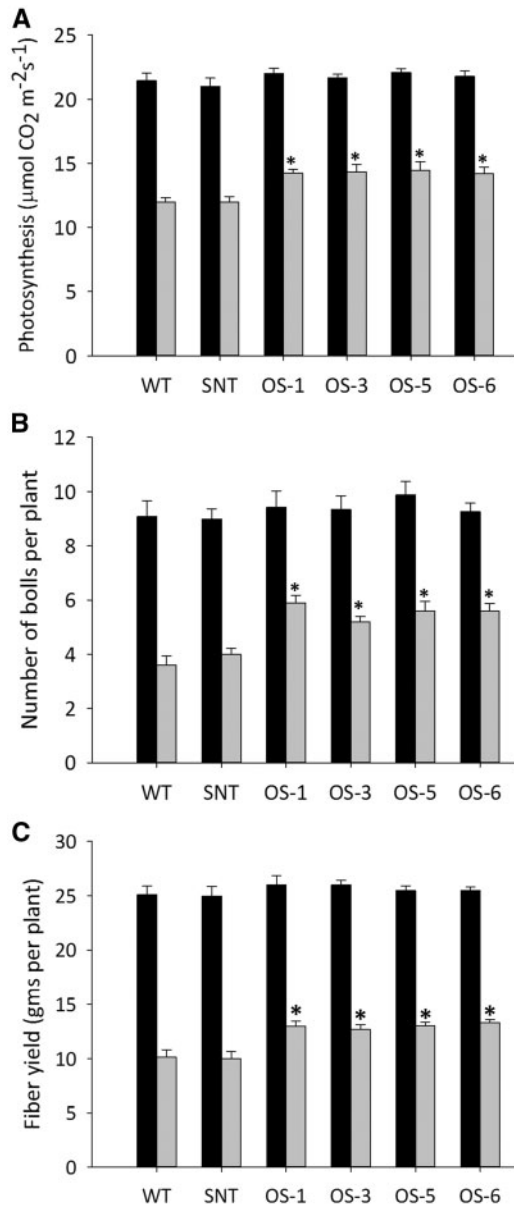 A
Photosynthesis (μmol CO2 m-2s-1)
25
20
15
10
5
0
* * * *
WT SNT OS-1 OS-3 OS-5 OS-6
B
Number of bolls per plant
12
10
8
6
4
2
0
* * * *
WT SNT OS-1 OS-3 OS-5 OS-6
C
Fiber yield (gms per plant)
30
25
20
15
10
5
0
* * * *
WT SNT OS-1 OS-3 OS-5 OS-6